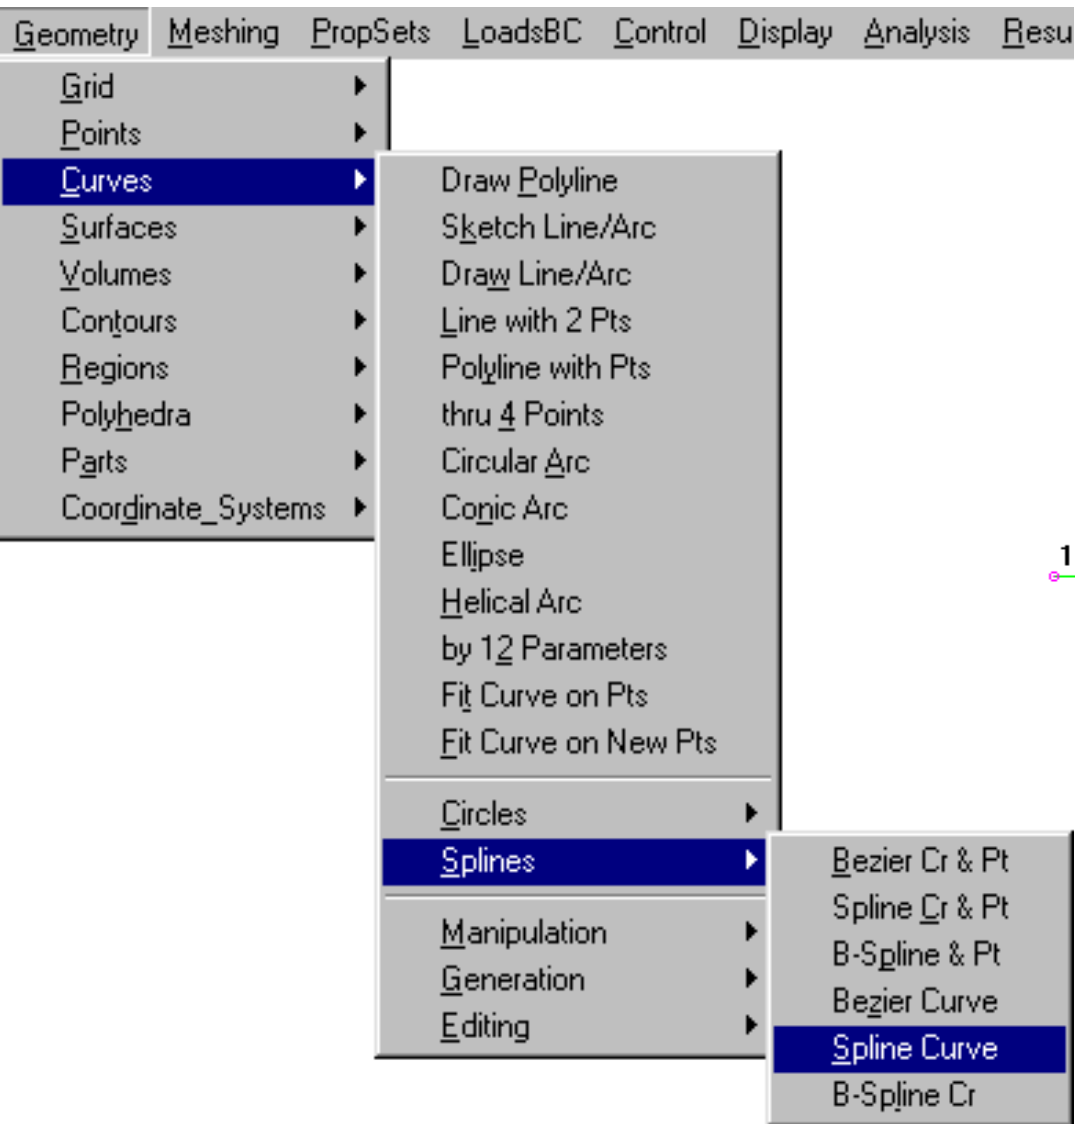 Geometry Meshing PropSets LoadsBC Control Display Analysis Resu
Grid
Points
Curves
Surfaces
Volumes
Contours
Regions
Polyhedra
Parts
Coordinate_Systems
Draw Polyline
Sketch Line/Arc
Draw Line/Arc
Line with 2 Pts
Polyline with Pts
thru 4 Points
Circular Arc
Conic Arc
Ellipse
Helical Arc
by 12 Parameters
Fit Curve on Pts
Fit Curve on New Pts
Circles
Splines
Manipulation
Generation
Editing
Bezier Cr & Pt
Spline Cr & Pt
B-Spline & Pt
Bezier Curve
Spline Curve
B-Spline Cr
1